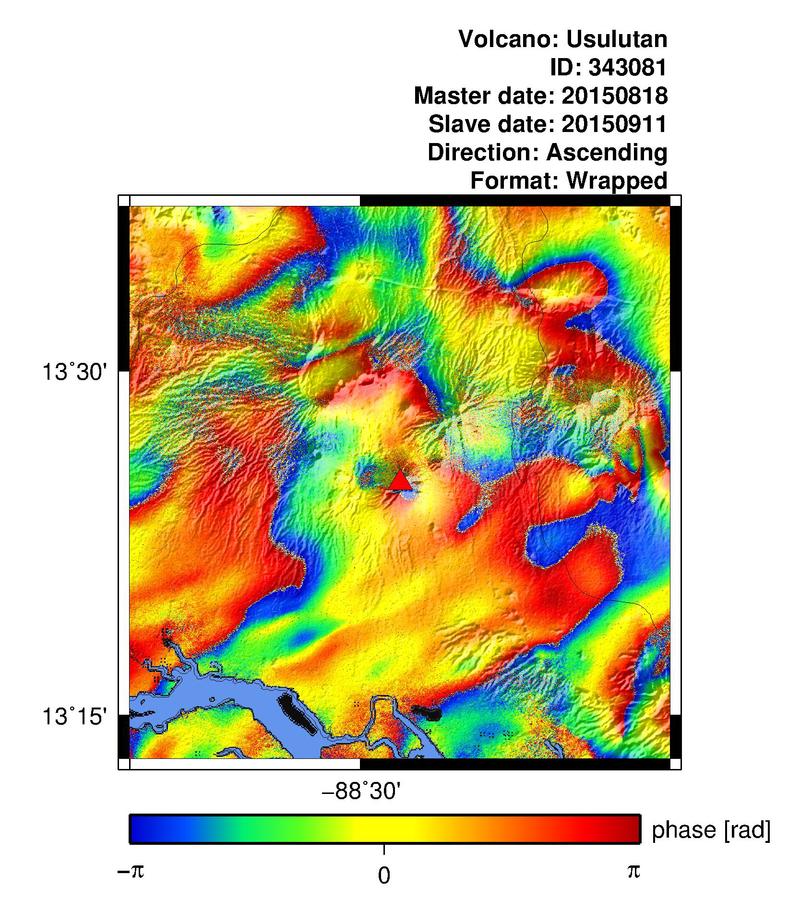 Volcano: Usulutan
ID: 343081
Master date: 20150818
Slave date: 20150911
Direction: Ascending
Format: Wrapped
13˚30'
13˚15'
−88˚30'
phase [rad]
−π
0
π